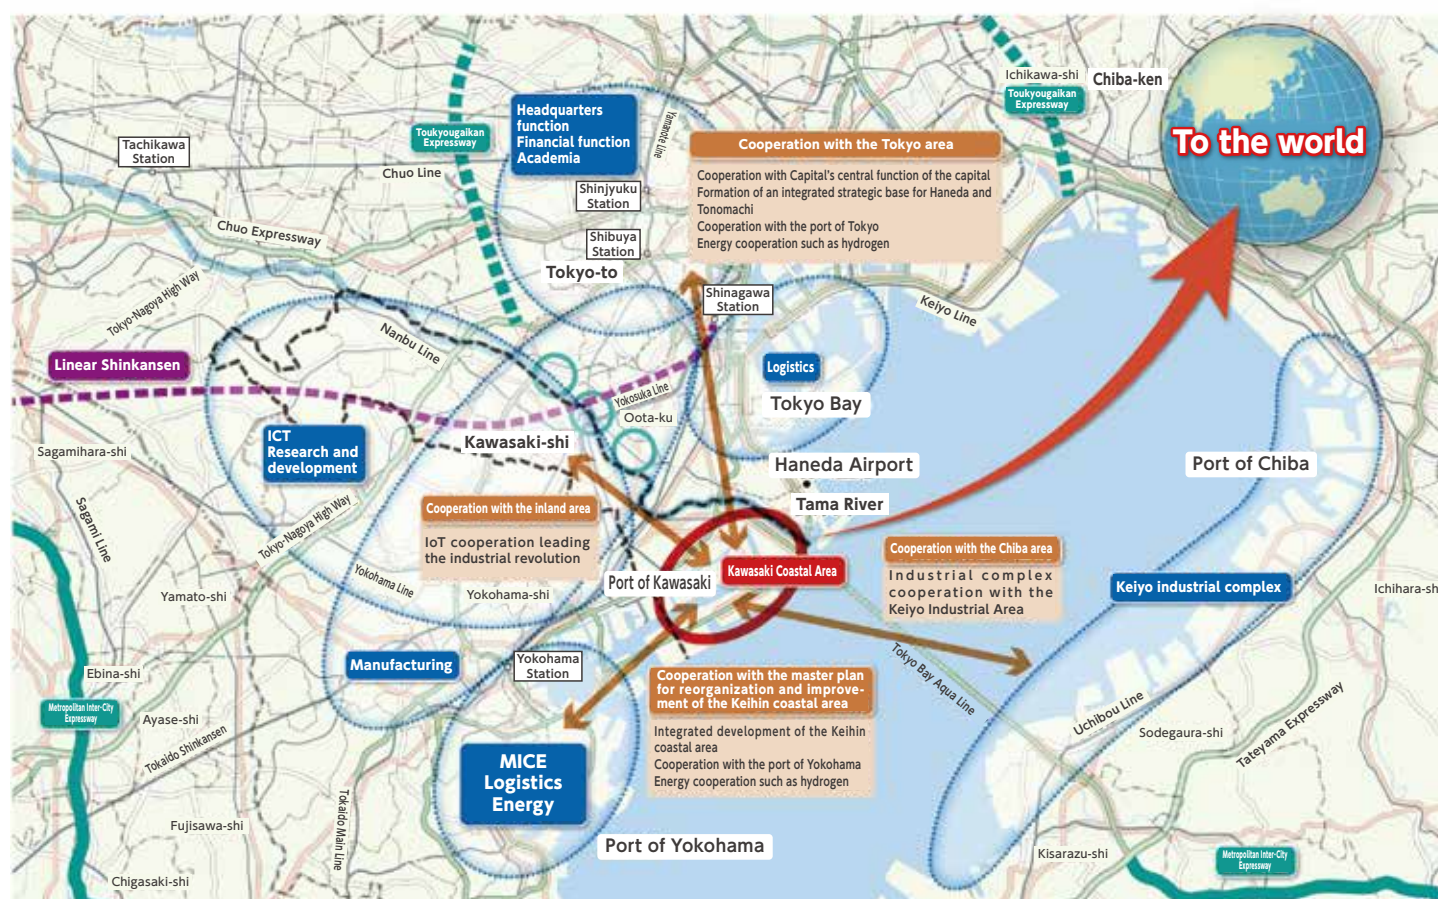 Ichikawa-shi
Chiba-ken
Toukyougaikan
Expressway
To the world
Headquarters
function
Financial function
Academia
Toukyougaikan
Expressway
Yamanote Line
Tachikawa
Station
Chuo Line
Shinjyuku
Station
Cooperation with the Tokyo area
Cooperation with Capital's central function of the capital
Formation of an integrated strategic base for Haneda and
Tonomachi
Cooperation with the port of Tokyo
Energy cooperation such as hydrogen
Chuo Expressway
Shibuya
Station
Tokyo-to
Tokyo-Nagoya High Way
Shinagawa
Station
Keiyo Line
Nanbu Line
Linear Shinkansen
Logistics
Yokosuka Line
Tokyo Bay
Oota-ku
Kawasaki-shi
ICT
Research and
development
Sagamihara-shi
Haneda Airport
Port of Chiba
Tama River
Sagami Line
Tokyo-Nagoya High Way
Cooperation with the inland area
IoT cooperation leading
the industrial revolution
Cooperation with the Chiba area
Industrial complex
cooperation with the
Keiyo Industrial Area
Kawasaki Coastal Area
Port of Kawasaki
Keiyo industrial complex
Ichihara-sh
Yokohama Line
Yamato-shi
Yokohama-shi
Manufacturing
Yokohama
Station
Ebina-shi
Tokyo Bay Aqua Line
Cooperation with the master plan
for reorganization and improve-
ment of the Keihin coastal area
Integrated development of the Keihin
coastal area
Cooperation with the port of Yokohama
Energy cooperation such as hydrogen
Metropolitan Inter-City
Expressway
Ayase-shi
Tokaido Shinkansen
Uchibou Line
Sodegaura-shi
Tateyama Expressway
MICE
Logistics
Energy
Tokaido Main Line
Fujisawa-shi
Port of Yokohama
Kisarazu-shi
Metropolitan Inter-City
Expressway
Chigasaki-shi